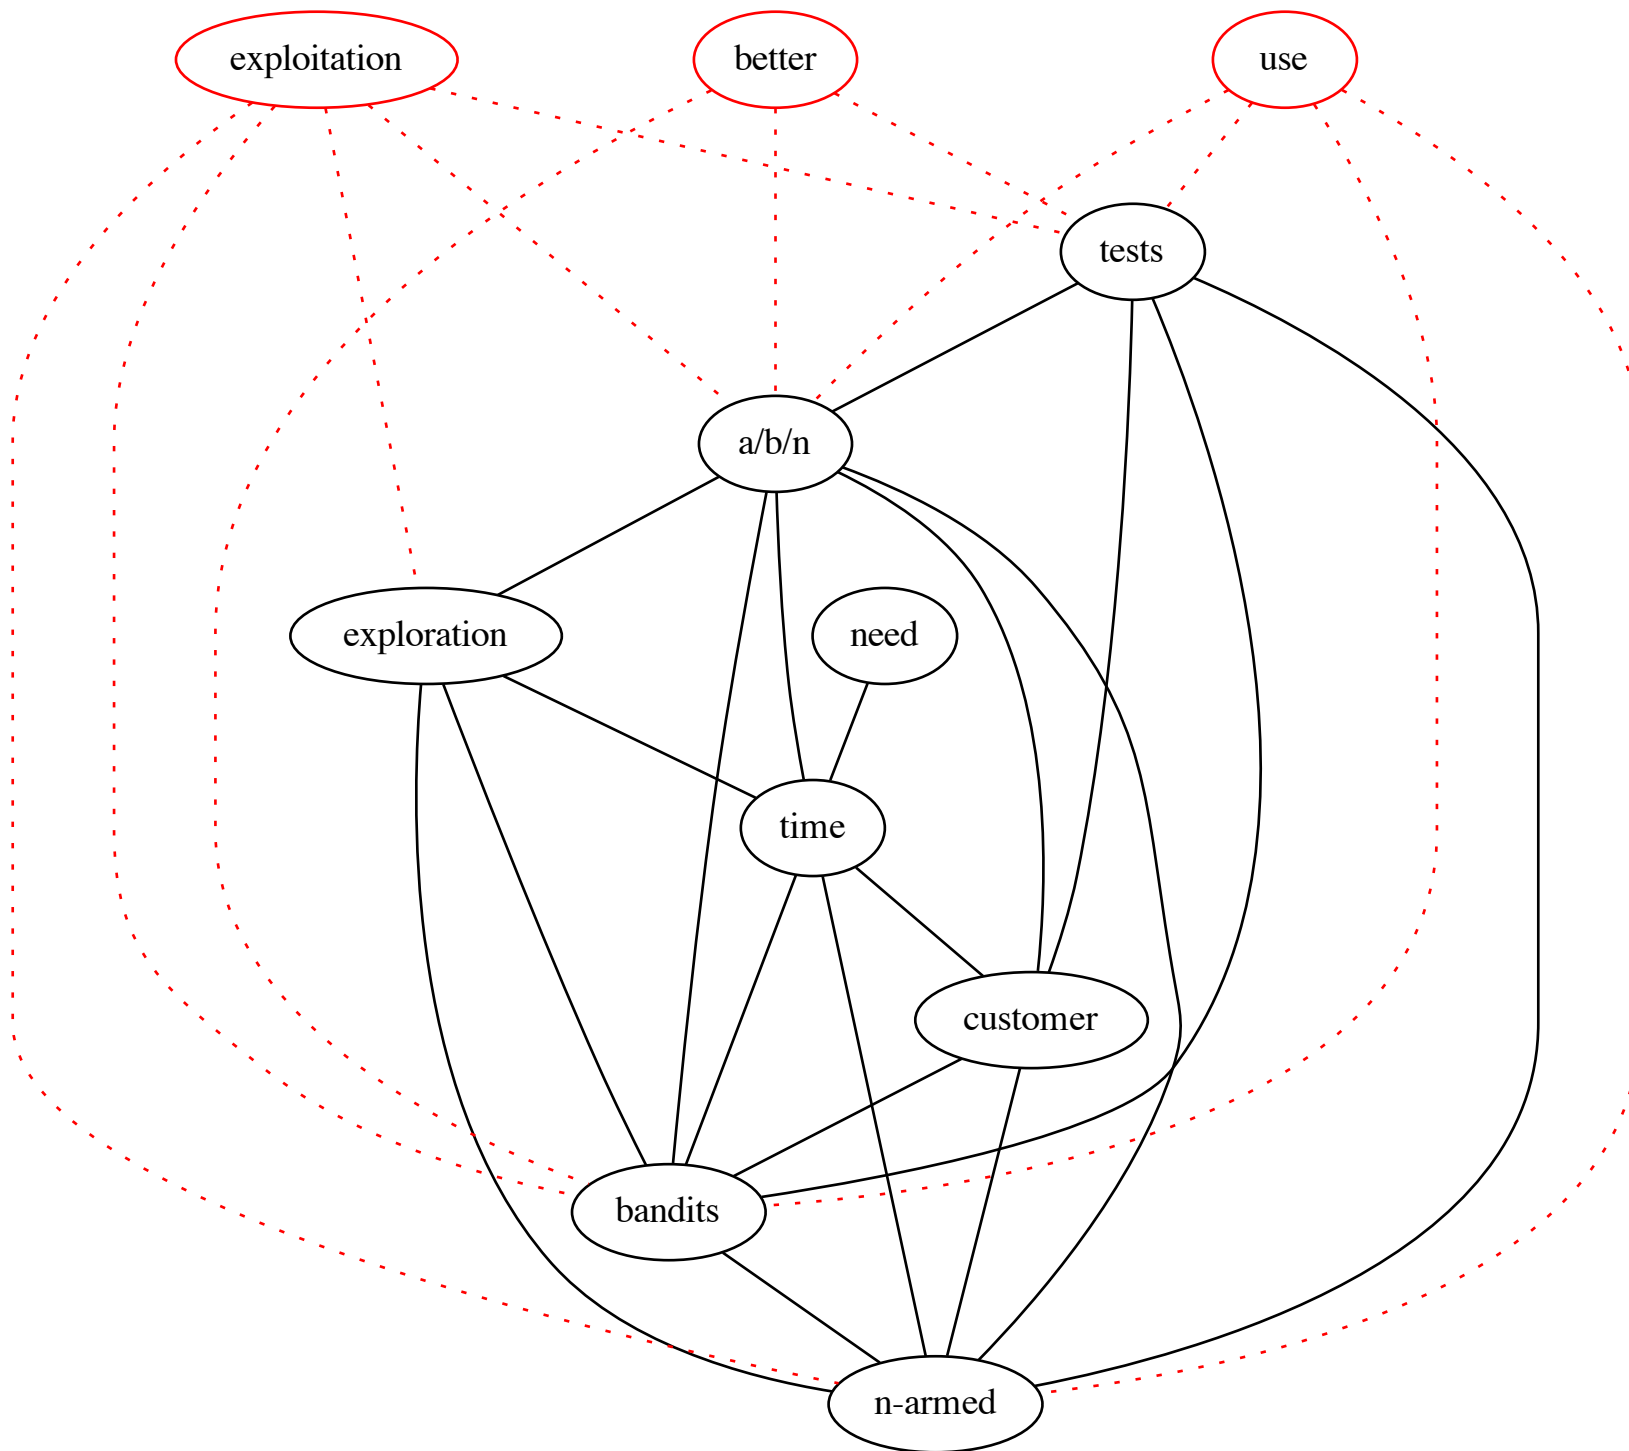 exploitation
better
use
tests
a/b/n
exploration
need
time
customer
bandits
n-armed